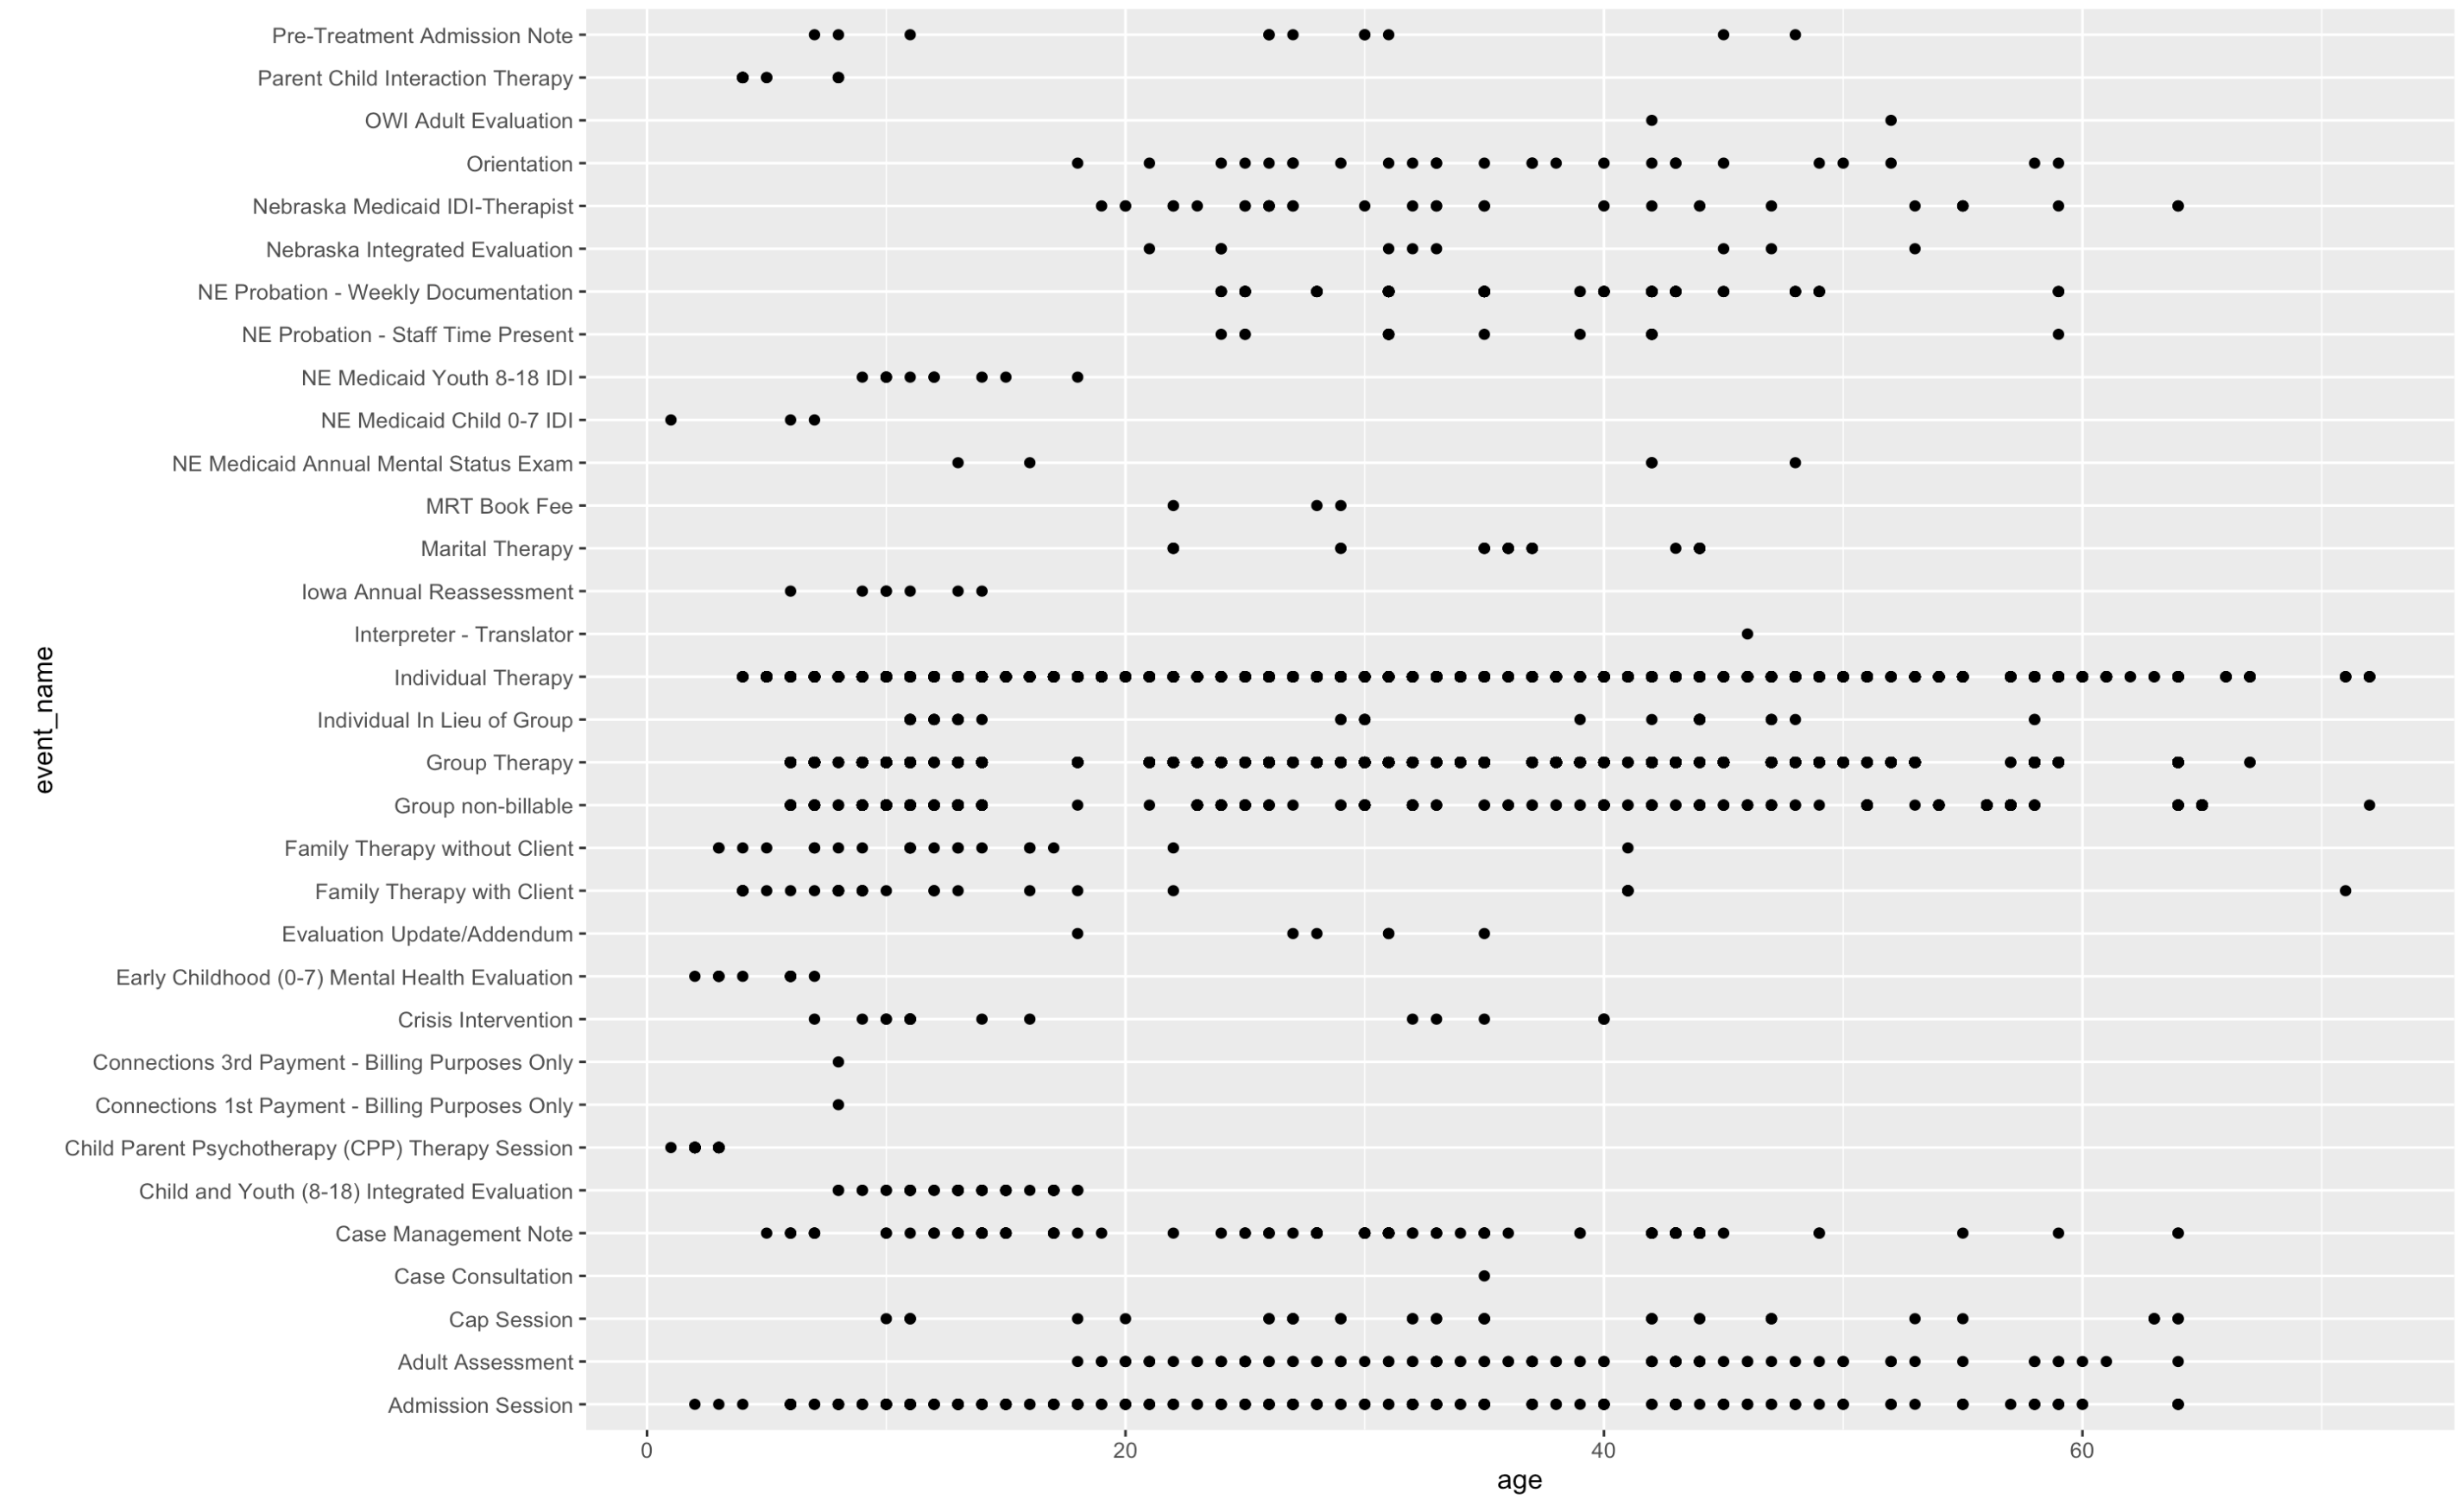 Pre-Treatment Admission Note
Parent Child Interaction Therapy
OWI Adult Evaluation
Orientation
Nebraska Medicaid IDI-Therapist
Nebraska Integrated Evaluation
NE Probation - Weekly Documentation
NE Probation - Staff Time Present
NE Medicaid Youth 8-18 IDI
NE Medicaid Child 0-7 IDI
NE Medicaid Annual Mental Status Exam
MRT Book Fee
Marital Therapy
Iowa Annual Reassessment
Interpreter - Translator
Individual Therapy
Individual In Lieu of Group
Group Therapy
Group non-billable
Family Therapy without Client
Family Therapy with Client
Evaluation Update/Addendum
Early Childhood (0-7) Mental Health Evaluation
Crisis Intervention
Connections 3rd Payment - Billing Purposes Only
Connections 1st Payment - Billing Purposes Only
Child Parent Psychotherapy (CPP) Therapy Session
Child and Youth (8-18) Integrated Evaluation
Case Management Note
Case Consultation
Cap Session
Adult Assessment
Admission Session
event_name
0 20 40 60
age